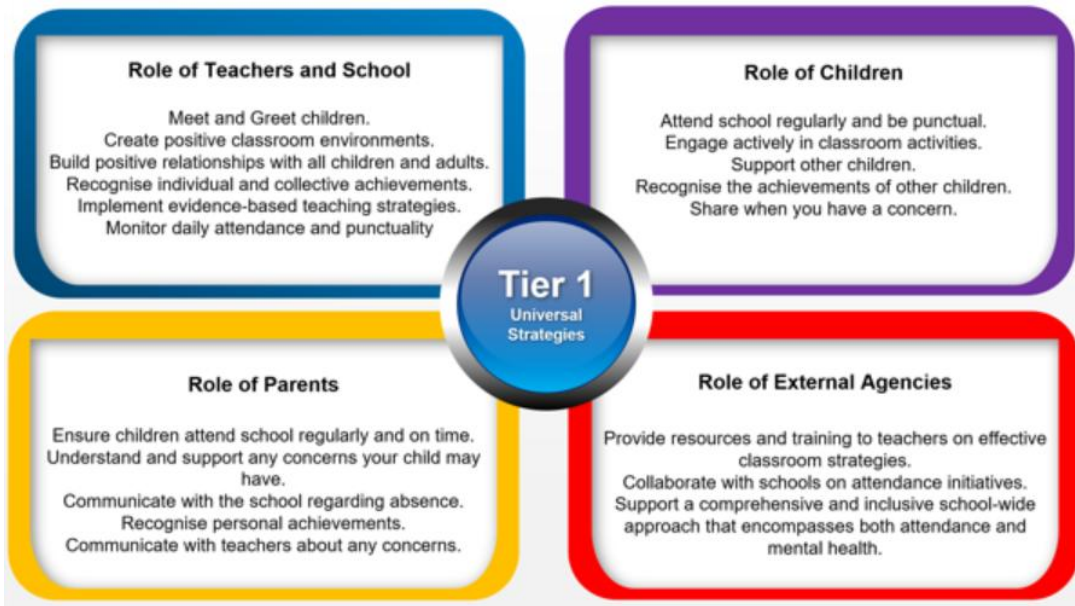 Role of Teachers and School
Meet and Greet children.
Create positive classroom environments.
Build positive relationships with all children and adults.
Recognise individual and collective achievements.
Implement evidence-based teaching strategies.
Monitor daily attendance and punctuality
Role of Children
Attend school regularly and be punctual.
Engage actively in classroom activities.
Support other children.
Recognise the achievements of other children.
Share when you have a concern.
Tier 1
Universal
Strategies
Role of Parents
Ensure children attend school regularly and on time.
Understand and support any concerns your child may
have.
Communicate with the school regarding absence.
Recognise personal achievements.
Communicate with teachers about any concerns.
Role of External Agencies
Provide resources and training to teachers on effective
classroom strategies.
Collaborate with schools on attendance initiatives.
Support a comprehensive and inclusive school-wide
approach that encompasses both attendance and
mental health.